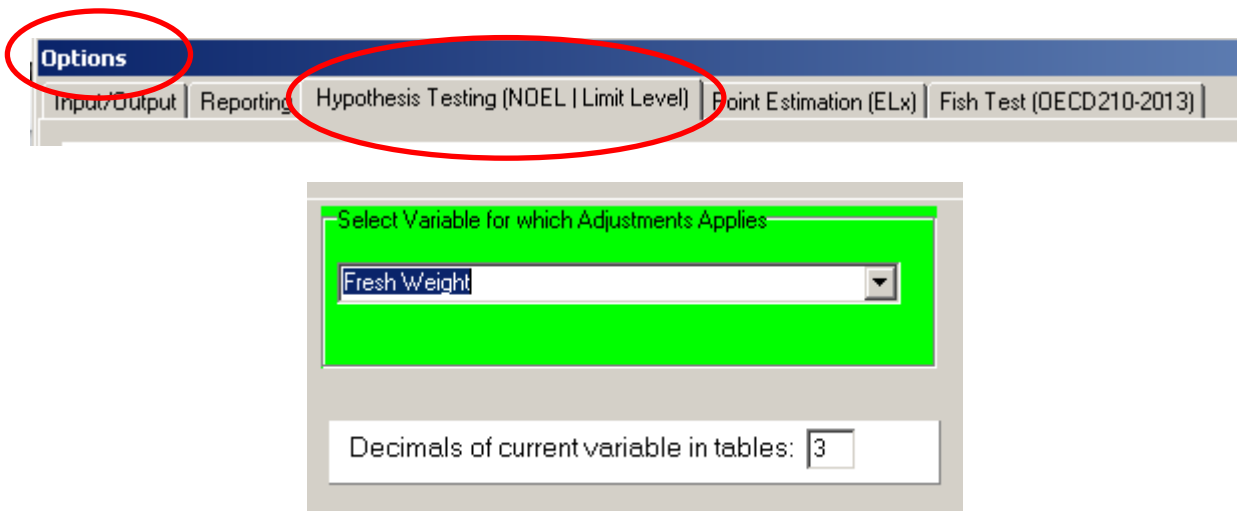 Options
Input/Output Reporting Hypothesis Testing (NOEL | Limit Level) Point Estimation (ELx) Fish Test (OECD210-2013)
Select Variable for which Adjustments Applies
Fresh Weight
Decimals of current variable in tables: 3